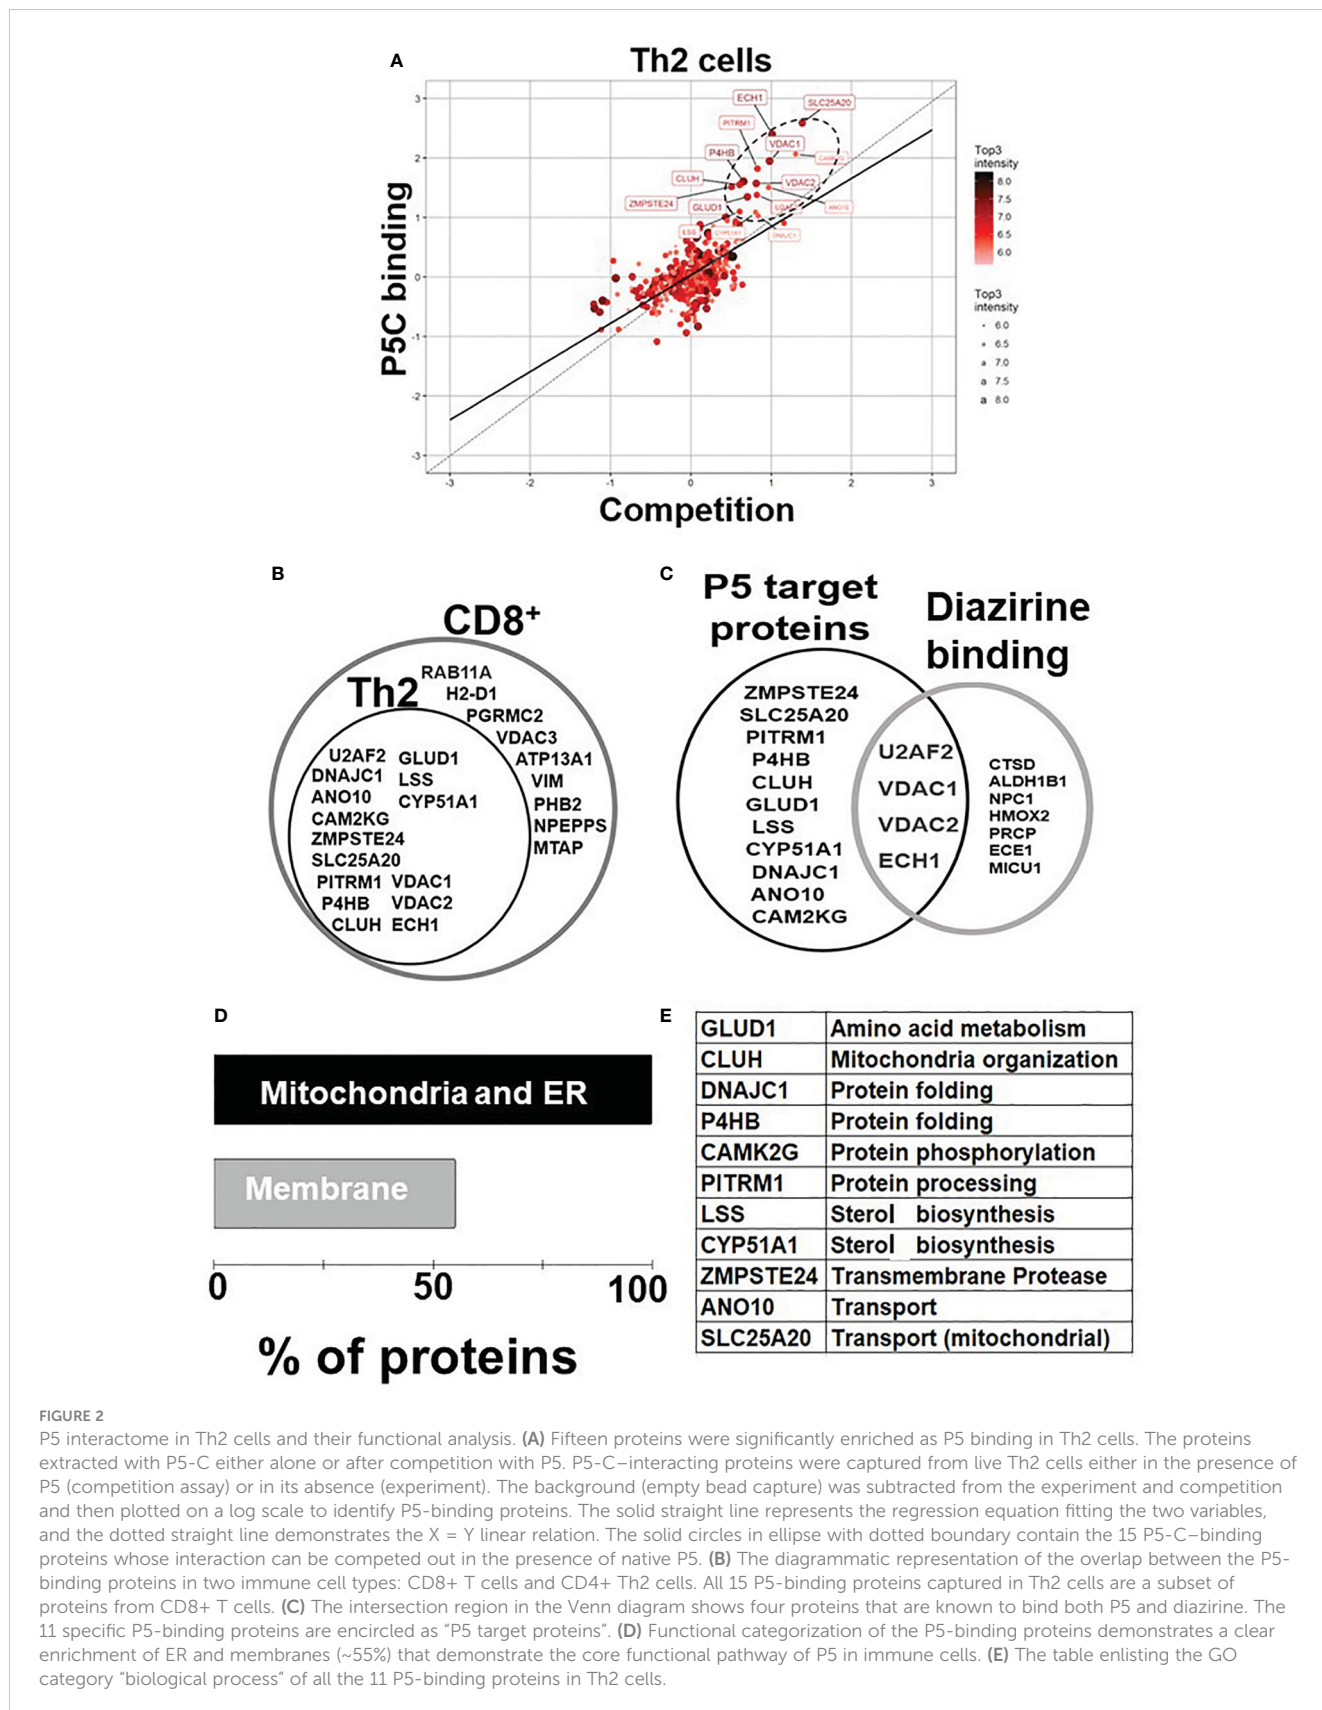 A
Th2 cells
P5C binding
3
2
1
0
-1
-2
-3
ECH1
SLC25A20
PITRM1
VDAC1
P4HB
CLUH
VDAC2
ZMPSTE24
GLUD1
ANO10
LSS
CYP51A1
DNAJC1
-3
-2
-1
0
1
2
3
Competition
Top3
intensity
8.0
7.5
7.0
6.5
6.0
Top3
intensity
6.0
6.5
a 7.0
a 7.5
a 8.0
B
CD8+
Th2
RAB11A
H2-D1
PGRMC2
VDAC3
ATP13A1
VIM
PHB2
NPEPPS
MTAP
U2AF2 GLUD1
DNAJC1 LSS
ANO10 CYP51A1
CAM2KG
ZMPSTE24
SLC25A20
PITRM1 VDAC1
P4HB VDAC2
CLUH ECH1
C
P5 target
proteins
Diazirine
binding
ZMPSTE24
SLC25A20
PITRM1
P4HB
CLUH
GLUD1
LSS
CYP51A1
DNAJC1
ANO10
CAM2KG
U2AF2
VDAC1
VDAC2
ECH1
CTSD
ALDH1B1
NPC1
HMOX2
PRCP
ECE1
MICU1
D
Mitochondria and ER
Membrane
0 50 100
% of proteins
E
GLUD1 Amino acid metabolism
CLUH Mitochondria organization
DNAJC1 Protein folding
P4HB Protein folding
CAMK2G Protein phosphorylation
PITRM1 Protein processing
LSS Sterol biosynthesis
CYP51A1 Sterol biosynthesis
ZMPSTE24 Transmembrane Protease
ANO10 Transport
SLC25A20 Transport (mitochondrial)
FIGURE 2
P5 interactome in Th2 cells and their functional analysis. (A) Fifteen proteins were significantly enriched as P5 binding in Th2 cells. The proteins
extracted with P5-C either alone or after competition with P5. P5-C–interacting proteins were captured from live Th2 cells either in the presence of
P5 (competition assay) or in its absence (experiment). The background (empty bead capture) was subtracted from the experiment and competition
and then plotted on a log scale to identify P5-binding proteins. The solid straight line represents the regression equation fitting the two variables,
and the dotted straight line demonstrates the X = Y linear relation. The solid circles in ellipse with dotted boundary contain the 15 P5-C–binding
proteins whose interaction can be competed out in the presence of native P5. (B) The diagrammatic representation of the overlap between the P5-
binding proteins in two immune cell types: CD8+ T cells and CD4+ Th2 cells. All 15 P5-binding proteins captured in Th2 cells are a subset of
proteins from CD8+ T cells. (C) The intersection region in the Venn diagram shows four proteins that are known to bind both P5 and diazirine. The
11 specific P5-binding proteins are encircled as “P5 target proteins”. (D) Functional categorization of the P5-binding proteins demonstrates a clear
enrichment of ER and membranes (~55%) that demonstrate the core functional pathway of P5 in immune cells. (E) The table enlisting the GO
category “biological process” of all the 11 P5-binding proteins in Th2 cells.